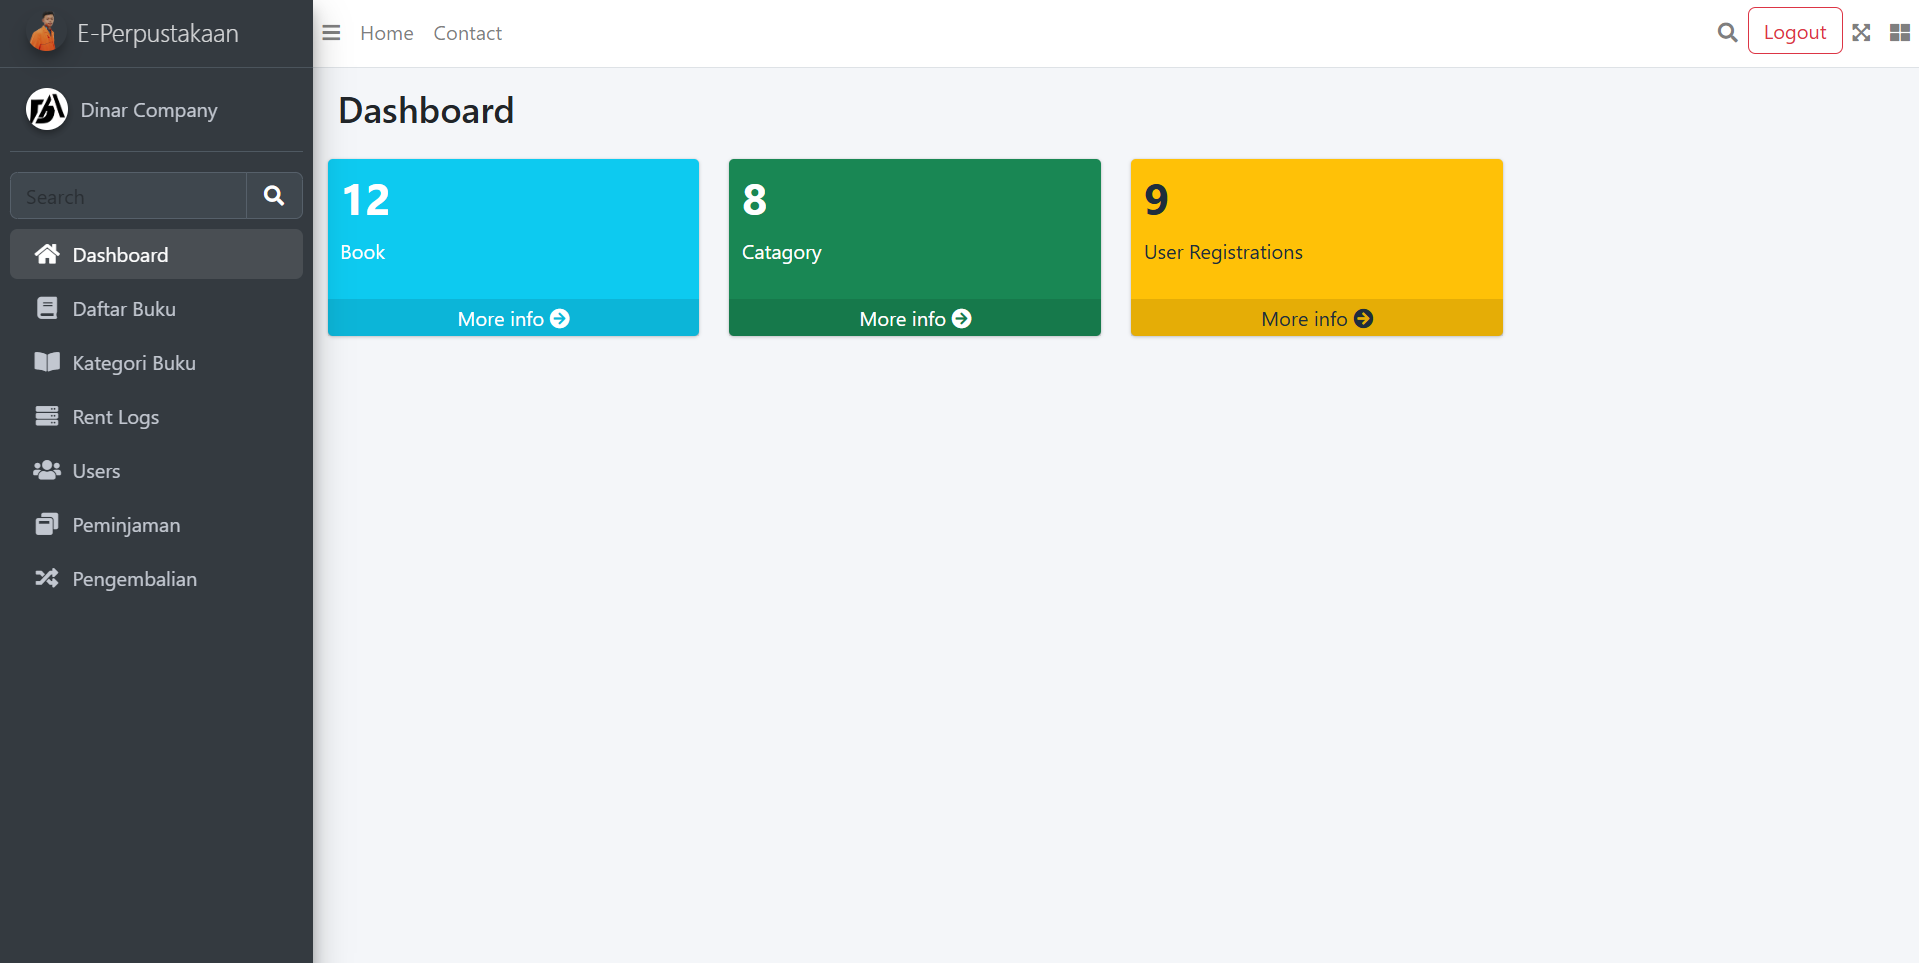 E-Perpustakaan
Dinar Company
Search
Dashboard
Daftar Buku
Kategori Buku
Rent Logs
Users
Peminjaman
Pengembalian
Home
Contact
Logout
Dashboard
12
Book
More info
8
Catagory
More info
9
User Registrations
More info